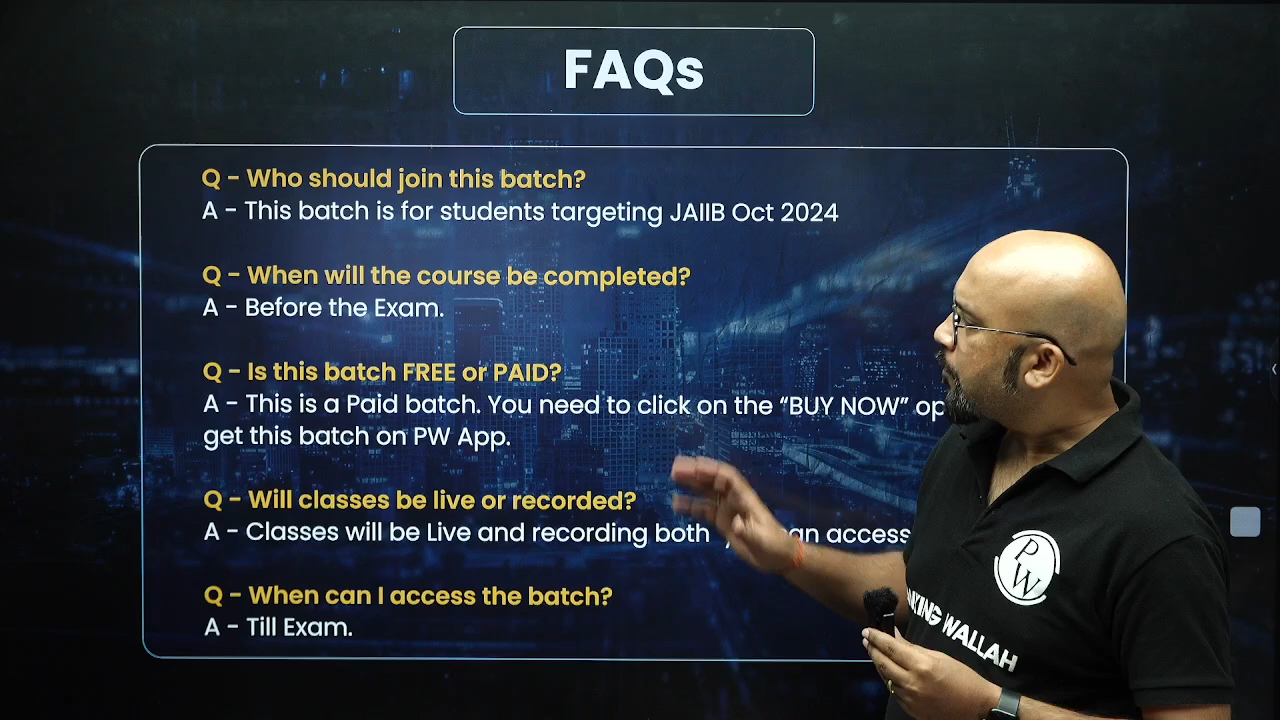 FAQs
Q - Who should join this batch?
A - This batch is for students targeting JAIIB Oct 2024
Q - When will the course be completed?
A - Before the Exam.
Q - Is this batch FREE or PAID?
A - This is a Paid batch. You need to click on the “BUY NOW”
get this batch on PW App.
Q - Will classes be live or recorded?
A - Classes will be Live and recording both access
Q - When can I access the batch?
A - Till Exam.
PW
WALLAH